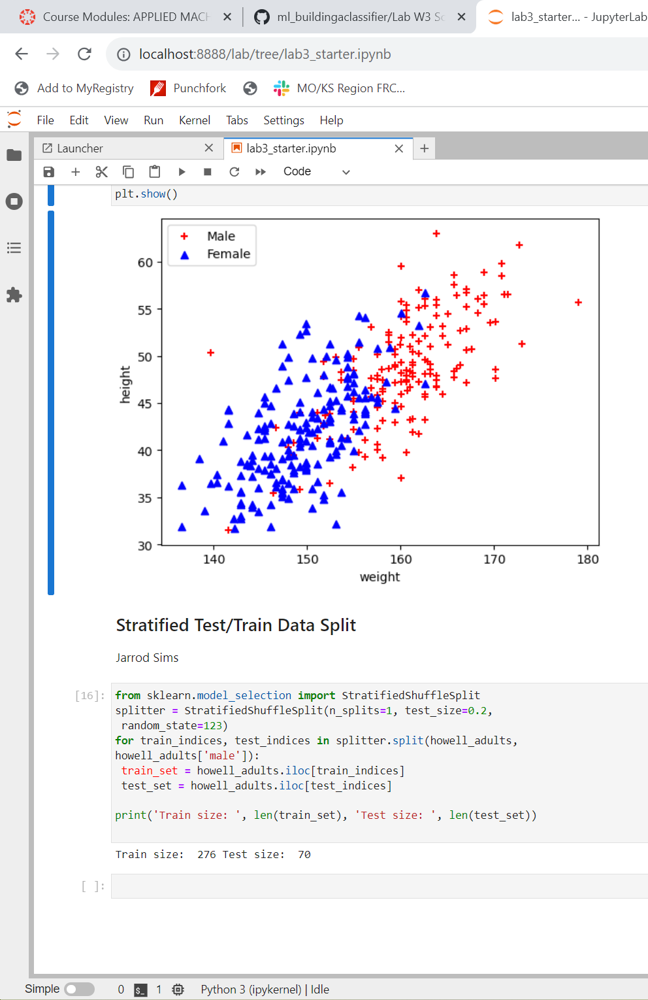 Course Modules: APPLIED MACH
ml_buildingaclassifier/Lab W3 Sc
lab3_starter... - JupyterLab
localhost:8888/lab/tree/lab3_starter.ipynb
Add to MyRegistry
Punchfork
MO/KS Region FRC...
File Edit View Run Kernel Tabs Settings Help
Launcher
lab3_starter.ipynb
Code
plt.show()
Male
Female
60
55
50
45
40
35
30
height
140 150 160 170 180
weight
Stratified Test/Train Data Split
Jarrod Sims
[16]:
from sklearn.model_selection import StratifiedShuffleSplit
splitter = StratifiedShuffleSplit(n_splits=1, test_size=0.2,
 random_state=123)
for train_indices, test_indices in splitter.split(howell_adults,
howell_adults['male']):
 train_set = howell_adults.iloc[train_indices]
 test_set = howell_adults.iloc[test_indices]
print('Train size: ', len(train_set), 'Test size: ', len(test_set))
Train size:  276 Test size:  70
[ ]:
Simple 0 $_ 1 Python 3 (ipykernel) | Idle